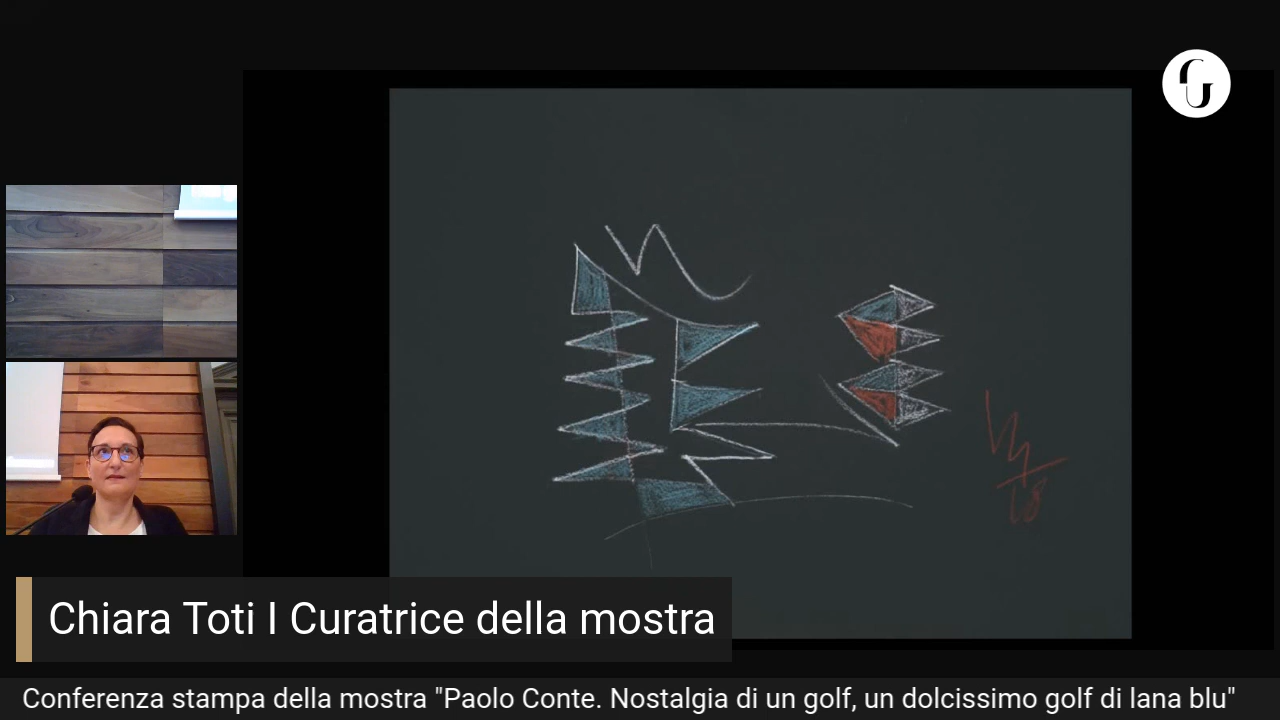 GU
Chiara Toti I Curatrice della mostra
Conferenza stampa della mostra "Paolo Conte. Nostalgia di un golf, un dolcissimo golf di lana blu"